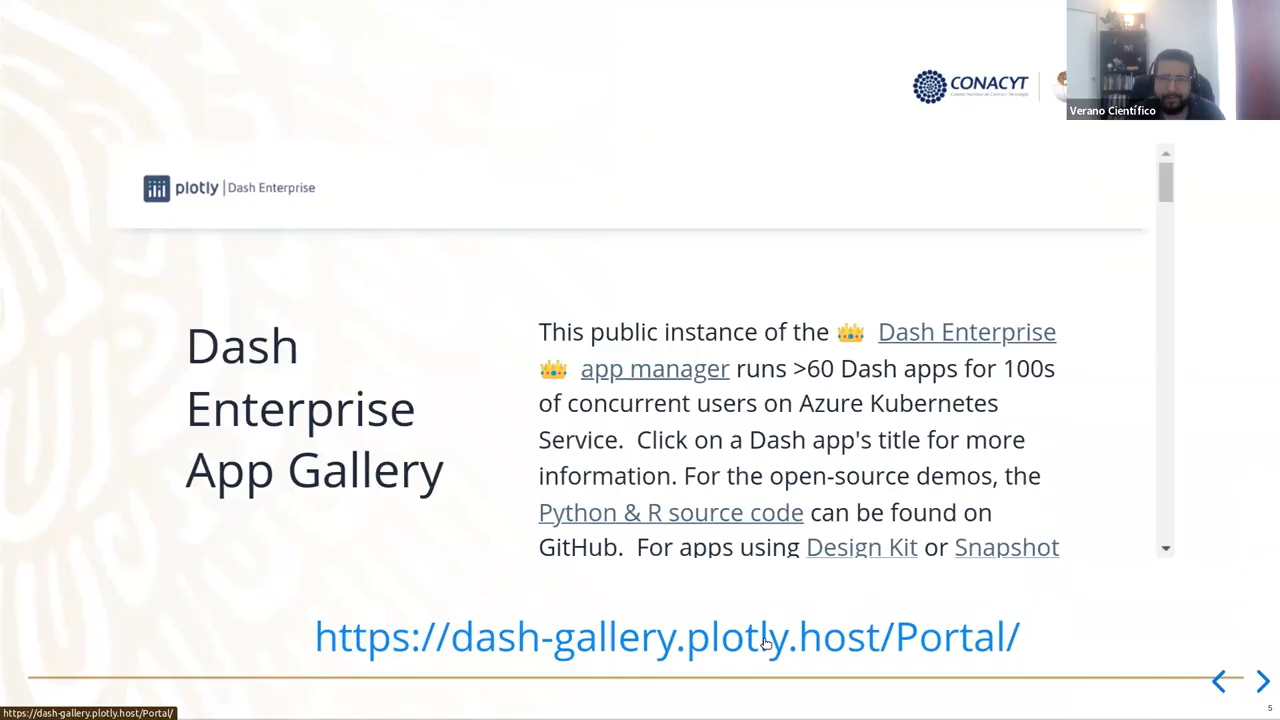 CONACYT
Verano Científico
plotly | Dash Enterprise
Dash
Enterprise
App Gallery
This public instance of the 👑 Dash Enterprise
👑 app manager runs >60 Dash apps for 100s
of concurrent users on Azure Kubernetes
Service. Click on a Dash app's title for more
information. For the open-source demos, the
Python & R source code can be found on
GitHub. For apps using Design Kit or Snapshot
https://dash-gallery.plotly.host/Portal/
5
https://dash-gallery.plotly.host/Portal/